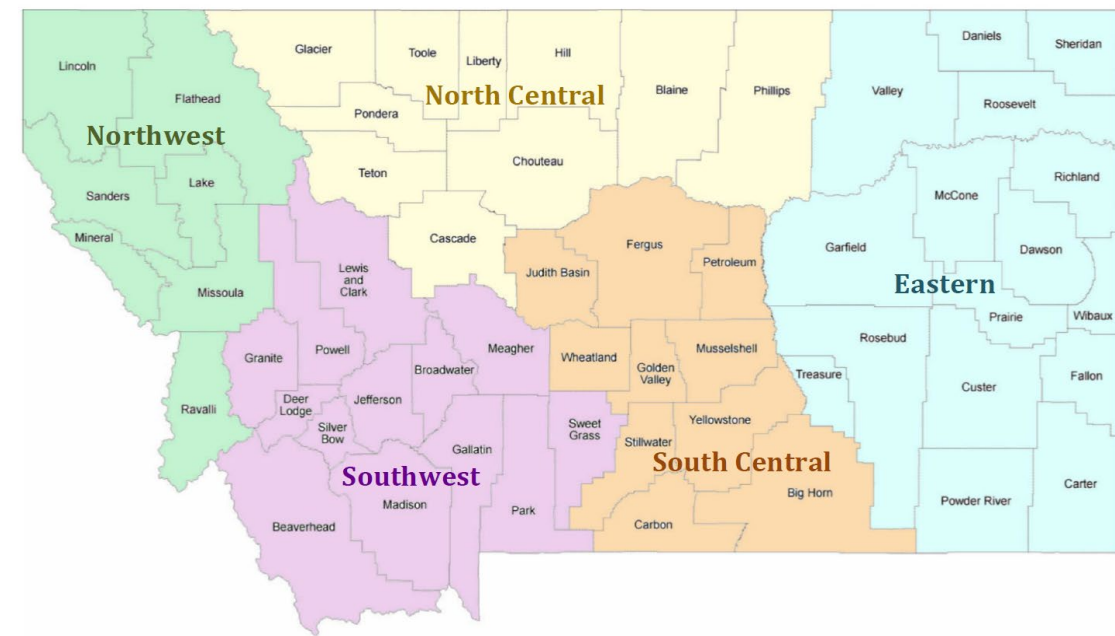 Lincoln
Flathead
Northwest
Sanders
Lake
Mineral
Missoula
Ravalli
Glacier
Toole
Liberty
Hill
Blaine
Phillips
North Central
Pondera
Chouteau
Teton
Cascade
Valley
Daniels
Sheridan
Roosevelt
Richland
McCone
Garfield
Dawson
Eastern
Prairie
Wibaux
Rosebud
Treasure
Custer
Fallon
Powder River
Carter
Lewis
and
Clark
Granite
Powell
Meagher
Broadwater
Deer
Lodge
Jefferson
Silver
Bow
Sweet
Grass
Gallatin
Southwest
Madison
Park
Beaverhead
Fergus
Judith Basin
Petroleum
Wheatland
Golden
Valley
Musselshell
Stillwater
Yellowstone
South Central
Big Horn
Carbon